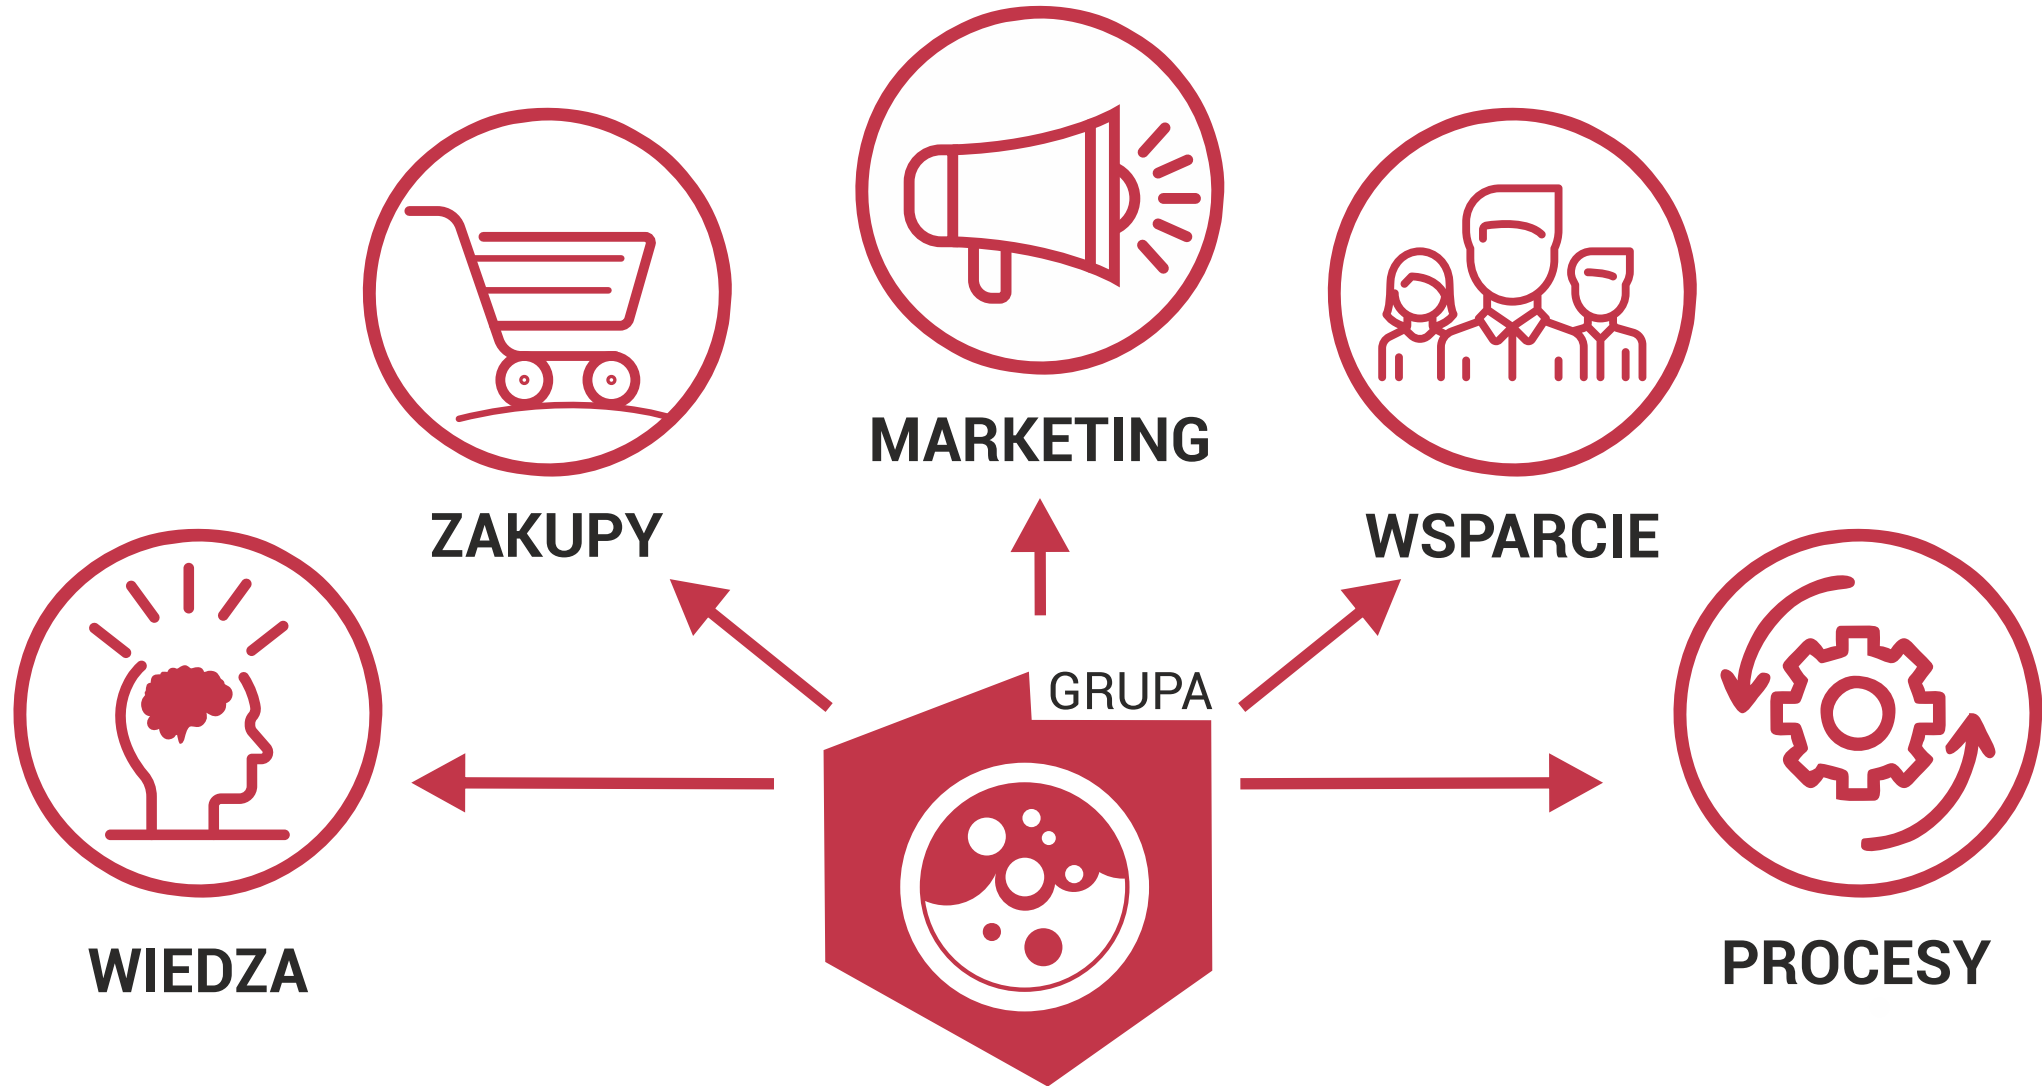 MARKETING
ZAKUPY
WSPARCIE
GRUPA
WIEDZA
PROCESY